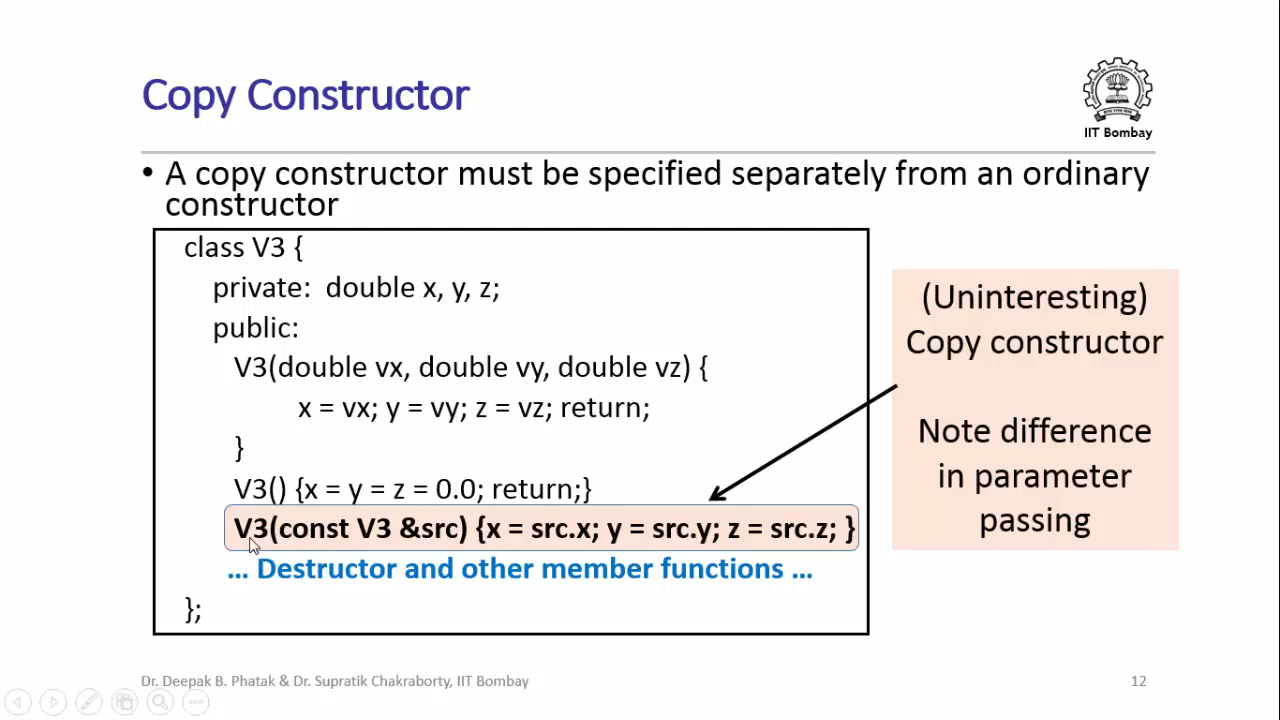 Copy Constructor
IIT Bombay
• A copy constructor must be specified separately from an ordinary
constructor
class V3 {
private: double x, y, z;
public:
V3(double vx, double vy, double vz) {
x = vx; y = vy; z = vz; return;
}
V3() {x = y = z = 0.0; return;}
V3(const V3 &src) {x = src.x; y = src.y; z = src.z; }
... Destructor and other member functions ...
};
(Uninteresting)
Copy constructor
Note difference
in parameter
passing
Dr. Deepak B. Phatak & Dr. Supratik Chakraborty, IIT Bombay
12